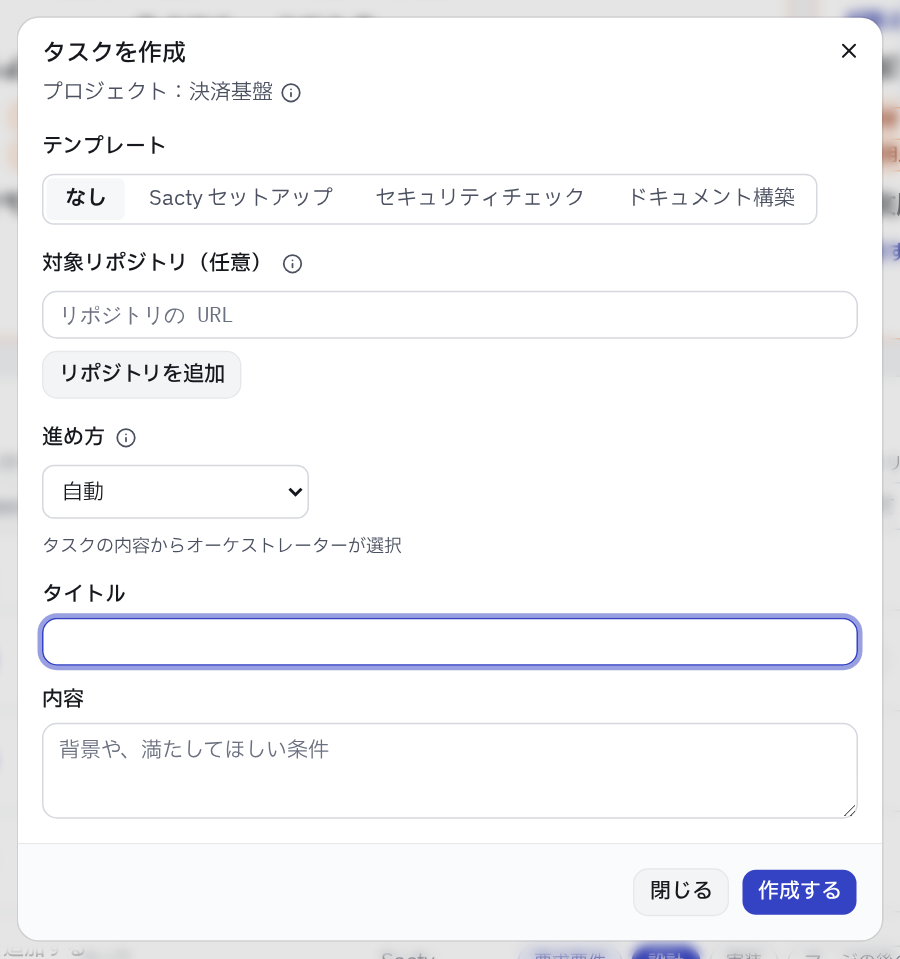 タスクを作成
プロジェクト：決済基盤
テンプレート
なし Sacty セットアップ セキュリティチェック ドキュメント構築
対象リポジトリ（任意）
リポジトリの URL
リポジトリを追加
進め方
自動
タスクの内容からオーケストレーターが選択
タイトル
内容
背景や、満たしてほしい条件
閉じる 作成する